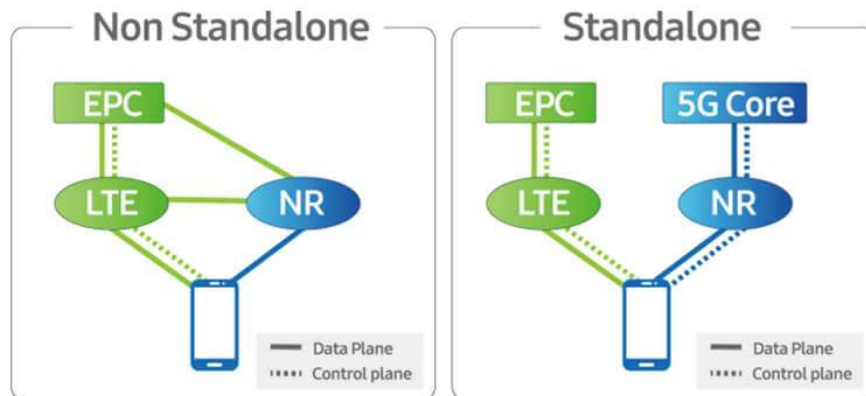 Non Standalone
EPC
LTE
NR
Data Plane
Control plane
Standalone
EPC
5G Core
LTE
NR
Data Plane
Control plane